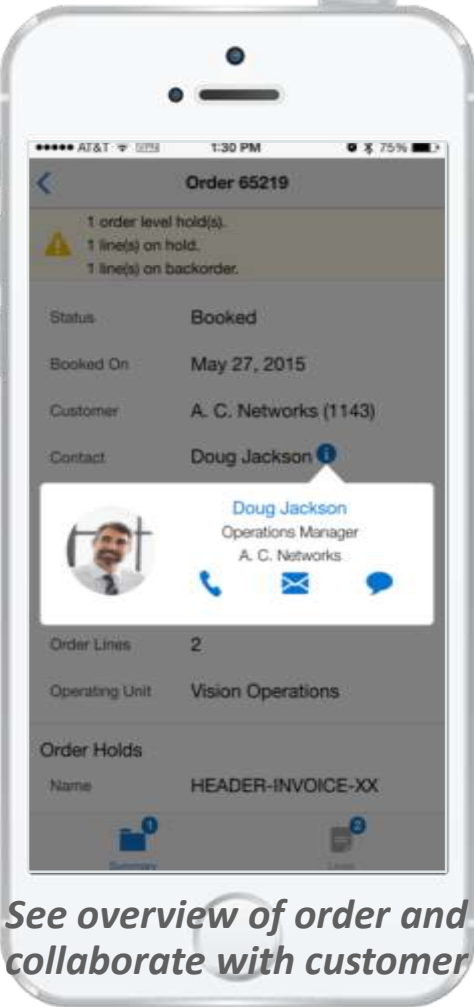 AT&T 1:30 PM 75%
Order 65219
1 order level hold(s).
1 line(s) on hold.
1 line(s) on backorder.
Status Booked
Booked On May 27, 2015
Customer A. C. Networks (1143)
Contact Doug Jackson
Doug Jackson
Operations Manager
A. C. Networks
Order Lines 2
Operating Unit Vision Operations
Order Holds
Name HEADER-INVOICE-XX
1 2
Summary Lines
See overview of order and
collaborate with customer